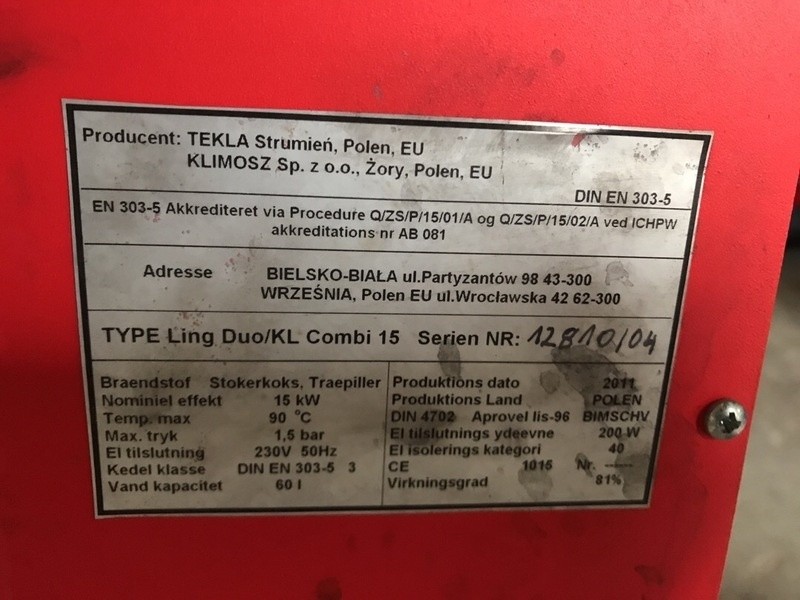 Producent: TEKLA Strumień, Polen, EU
KLIMOSZ Sp. z o.o., Żory, Polen, EU
DIN EN 303-5
EN 303-5 Akkrediteret via Procedure Q/ZS/P/15/01/A og Q/ZS/P/15/02/A ved ICHPW
akkreditations nr AB 081
Adresse BIELSKO-BIAŁA ul.Partyzantów 98 43-300
WRZEŚNIA, Polen EU ul.Wrocławska 42 62-300
TYPE Ling Duo/KL Combi 15 Serien NR: 12810/04
Braendstof Stokerkoks, Traepiller
Nominiel effekt 15 kW
Temp. max 90 °C
Max. tryk 1,5 bar
El tilslutning 230V 50Hz
Kedel klasse DIN EN 303-5 3
Vand kapacitet 60 l
Produktions dato 2011
Produktions Land POLEN
DIN 4702 Aprovel lis-96 BIMSCHV
El tilslutnings ydeevne 200 W
El isolerings kategori 40
CE 1015 Nr. ------
Virkningsgrad 81%